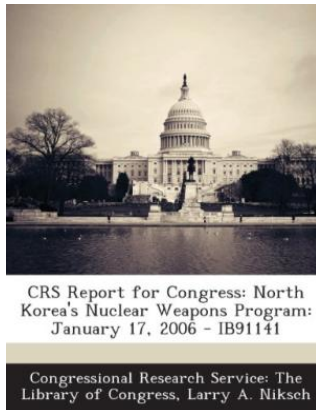 CRS Report for Congress: North
Korea's Nuclear Weapons Program:
January 17, 2006 - IB91141
Congressional Research Service: The
Library of Congress, Larry A. Niksch